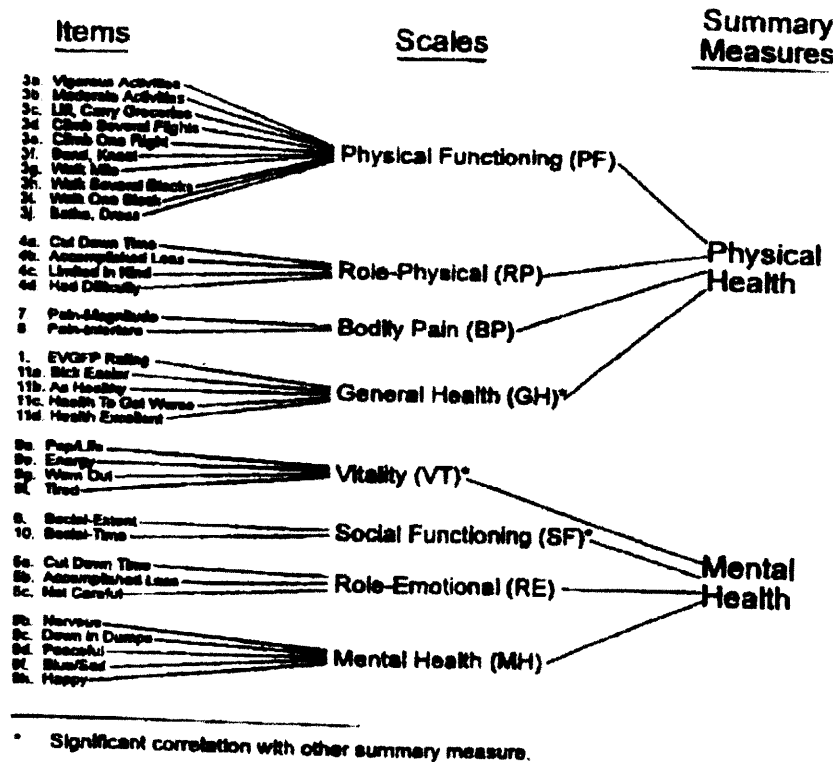 Items
Scales
Summary
Measures
3a. Vigorous Activities
3b. Moderate Activities
3c. Lift, Carry Groceries
3d. Climb Several Flights
3e. Climb One Flight
3f. Bend, Kneel
3g. Walk Mile
3h. Walk Several Blocks
3i. Walk One Block
3j. Bathe, Dress
Physical Functioning (PF)
4a. Cut Down Time
4b. Accomplished Less
4c. Limited in Kind
4d. Had Difficulty
Role-Physical (RP)
7 Pain-Magnitude
8 Pain-Interfere
Bodily Pain (BP)
1. EVGFP Rating
11a. Sick Easier
11b. As Healthy
11c. Health To Get Worse
11d. Health Excellent
General Health (GH)*
Physical
Health
9a. Pep/Life
9e. Energy
9g. Worn Out
9i. Tired
Vitality (VT)*
6. Social-Extent
10. Social-Time
Social Functioning (SF)*
5a. Cut Down Time
5b. Accomplished Less
5c. Not Careful
Role-Emotional (RE)
9b. Nervous
9c. Down in Dumps
9d. Peaceful
9f. Blue/Sad
9h. Happy
Mental Health (MH)
Mental
Health
* Significant correlation with other summary measure.